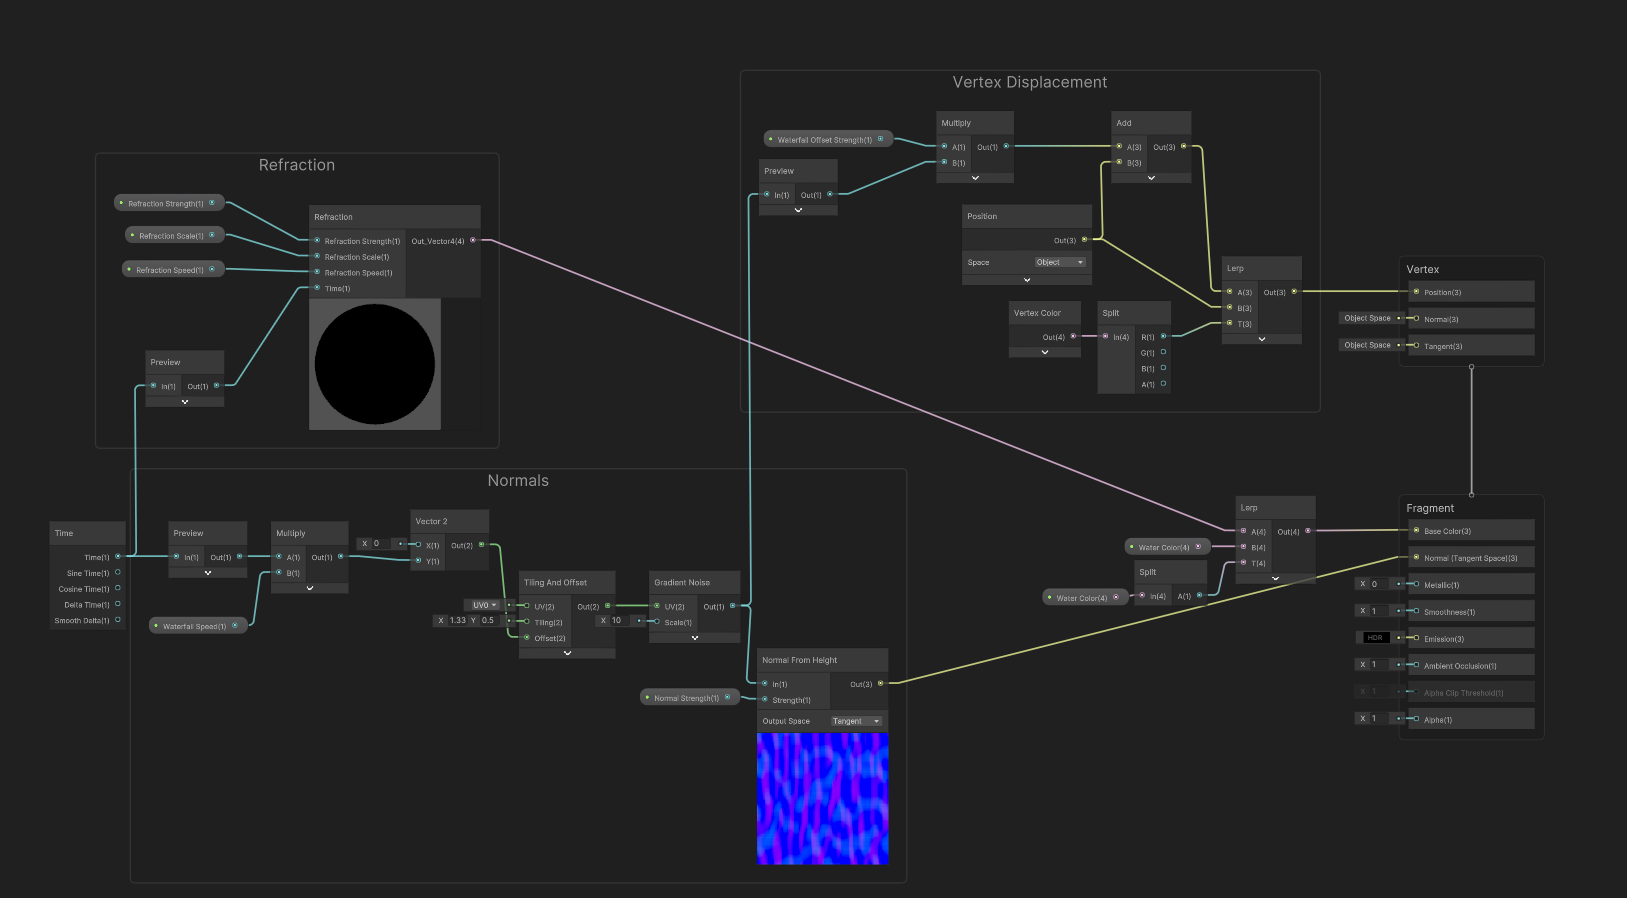 Vertex Displacement
Waterfall Offset Strength(1)
Multiply
A(1) Out(1)
B(1)
Add
A(3) Out(3)
B(3)
Preview
In(1) Out(1)
Position
Out(3)
Space Object
Vertex Color
Out(4)
Split
In(4) R(1)
G(1)
B(1)
A(1)
Lerp
A(3) Out(3)
B(3)
T(3)
Vertex
Position(3)
Object Space Normal(3)
Object Space Tangent(3)
Refraction
Refraction Strength(1)
Refraction Scale(1)
Refraction Speed(1)
Refraction
Refraction Strength(1) Out_Vector4(4)
Refraction Scale(1)
Refraction Speed(1)
Time(1)
Preview
In(1) Out(1)
Normals
Time
Time(1)
Sine Time(1)
Cosine Time(1)
Delta Time(1)
Smooth Delta(1)
Preview
In(1) Out(1)
Waterfall Speed(1)
Multiply
A(1) Out(1)
B(1)
X 0
Vector 2
X(1) Out(2)
Y(1)
UV0
X 1.33 Y 0.5
Tiling And Offset
UV(2) Out(2)
Tiling(2)
Offset(2)
X 10
Gradient Noise
UV(2) Out(1)
Scale(1)
Normal Strength(1)
Normal From Height
In(1) Out(3)
Strength(1)
Output Space Tangent
Water Color(4)
Water Color(4)
Split
In(4) A(1)
Lerp
A(4) Out(4)
B(4)
T(4)
Fragment
Base Color(3)
Normal (Tangent Space)(3)
X 0 Metallic(1)
X 1 Smoothness(1)
HDR Emission(3)
X 1 Ambient Occlusion(1)
X 1 Alpha Clip Threshold(1)
X 1 Alpha(1)